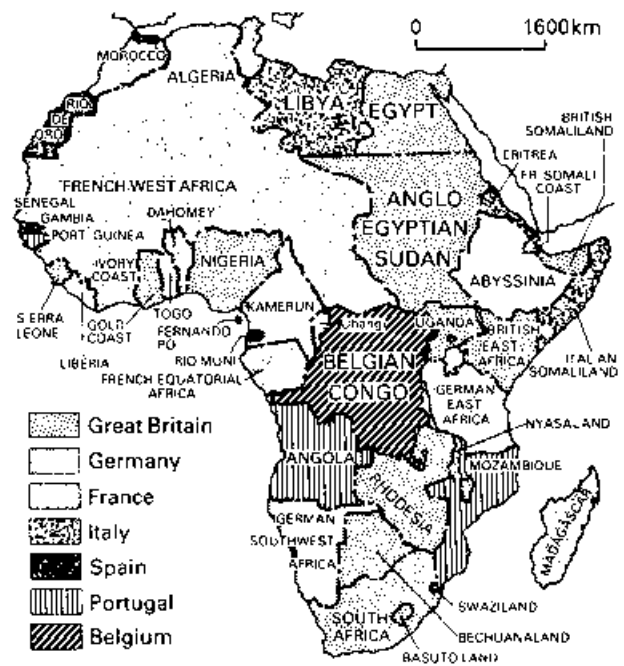 0 1600km
MOROCCO
ALGERIA
LIBYA
EGYPT
RIO
DE
ORO
BRITISH
SOMALILAND
ERITREA
FR SOMALI
COAST
FRENCH WEST AFRICA
ANGLO
EGYPTIAN
SUDAN
SENEGAL
GAMBIA
PORT GUINEA
DAHOMEY
IVORY
COAST
NIGERIA
ABYSSINIA
SIERRA
LEONE
GOLD
COAST
TOGO
FERNANDO
PO
KAMERUN
Ubangi
UGANDA
BRITISH
EAST
AFRICA
LIBERIA
RIO MUNI
FRENCH EQUATORIAL
AFRICA
BELGIAN
CONGO
ITALIAN
SOMALILAND
GERMAN
EAST
AFRICA
NYASALAND
ANGOLA
MOZAMBIQUE
RHODESIA
MADAGASCAR
GERMAN
SOUTHWEST
AFRICA
SWAZILAND
SOUTH
AFRICA
BECHUANALAND
BASUTO LAND
Great Britain
Germany
France
italy
Spain
Portugal
Belgium